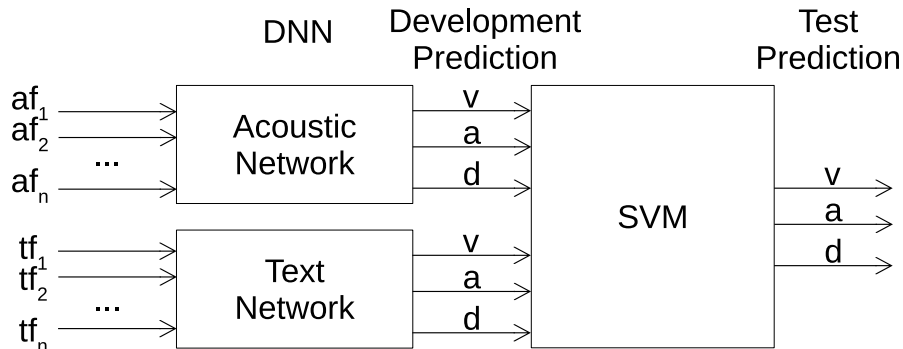 DNN
Development
Prediction
Test
Prediction
af1
af2
...
afn
Acoustic
Network
v
a
d
tf1
tf2
...
tfn
Text
Network
v
a
d
SVM
v
a
d